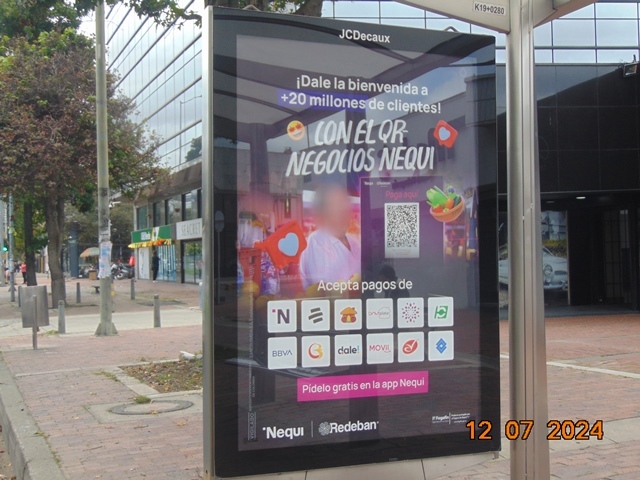 K19+0280
JCDecaux
¡Dale la bienvenida a
+20 millones de clientes!
CON EL QR
NEGOCIOS NEQUI
Acepta pagos de
N
BBVA
dale!
MOVii
Pídelo gratis en la app Nequi
Nequi
Redeban
12 07 2024